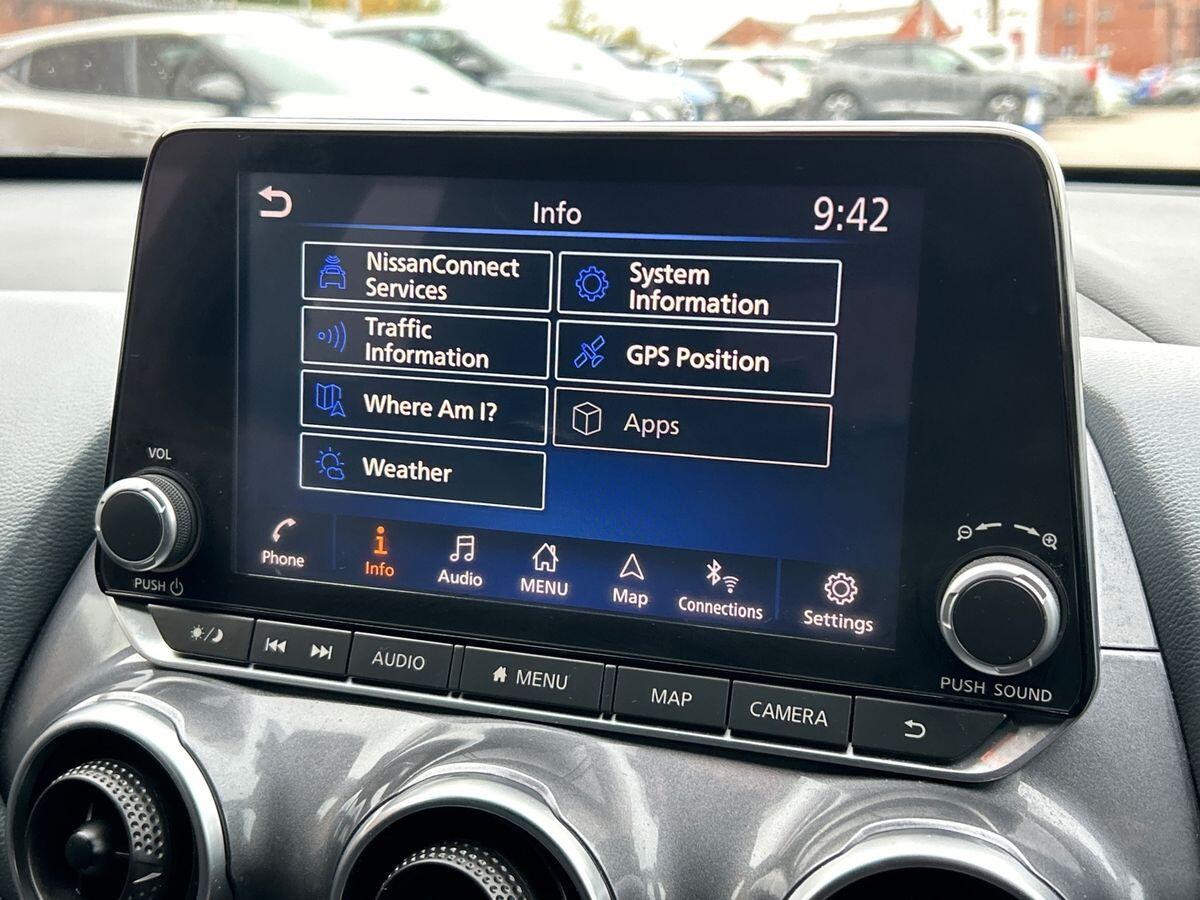 Info
9:42
NissanConnect
Services
System
Information
Traffic
Information
GPS Position
Where Am I?
Apps
Weather
VOL
PUSH
Phone
Info
Audio
MENU
Map
Connections
Settings
PUSH SOUND
AUDIO
MENU
MAP
CAMERA